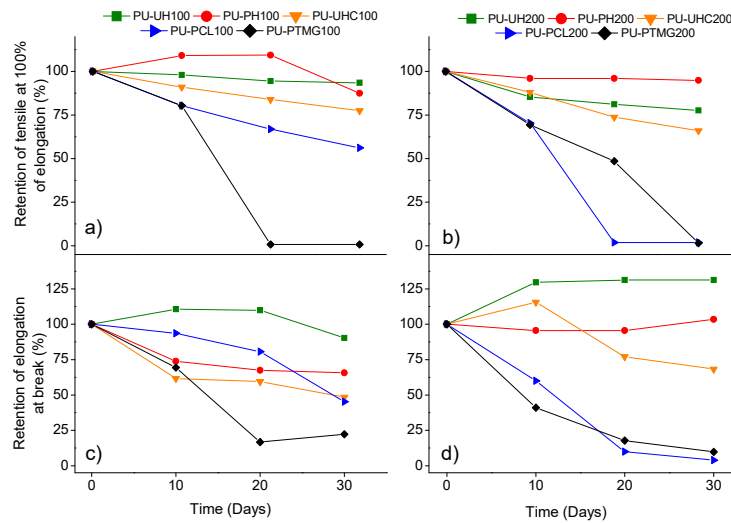 PU-UH100 PU-PH100 PU-UHC100
PU-PCL100 PU-PTMG100
PU-UH200 PU-PH200 PU-UHC200
PU-PCL200 PU-PTMG200
Retention of tensile at 100%
of elongation (%)
100
75
50
25
0
a)
100
75
50
25
0
b)
Retention of elongation
at break (%)
125
100
75
50
25
0
c)
125
100
75
50
25
0
d)
0 10 20 30
0 10 20 30
Time (Days)
Time (Days)